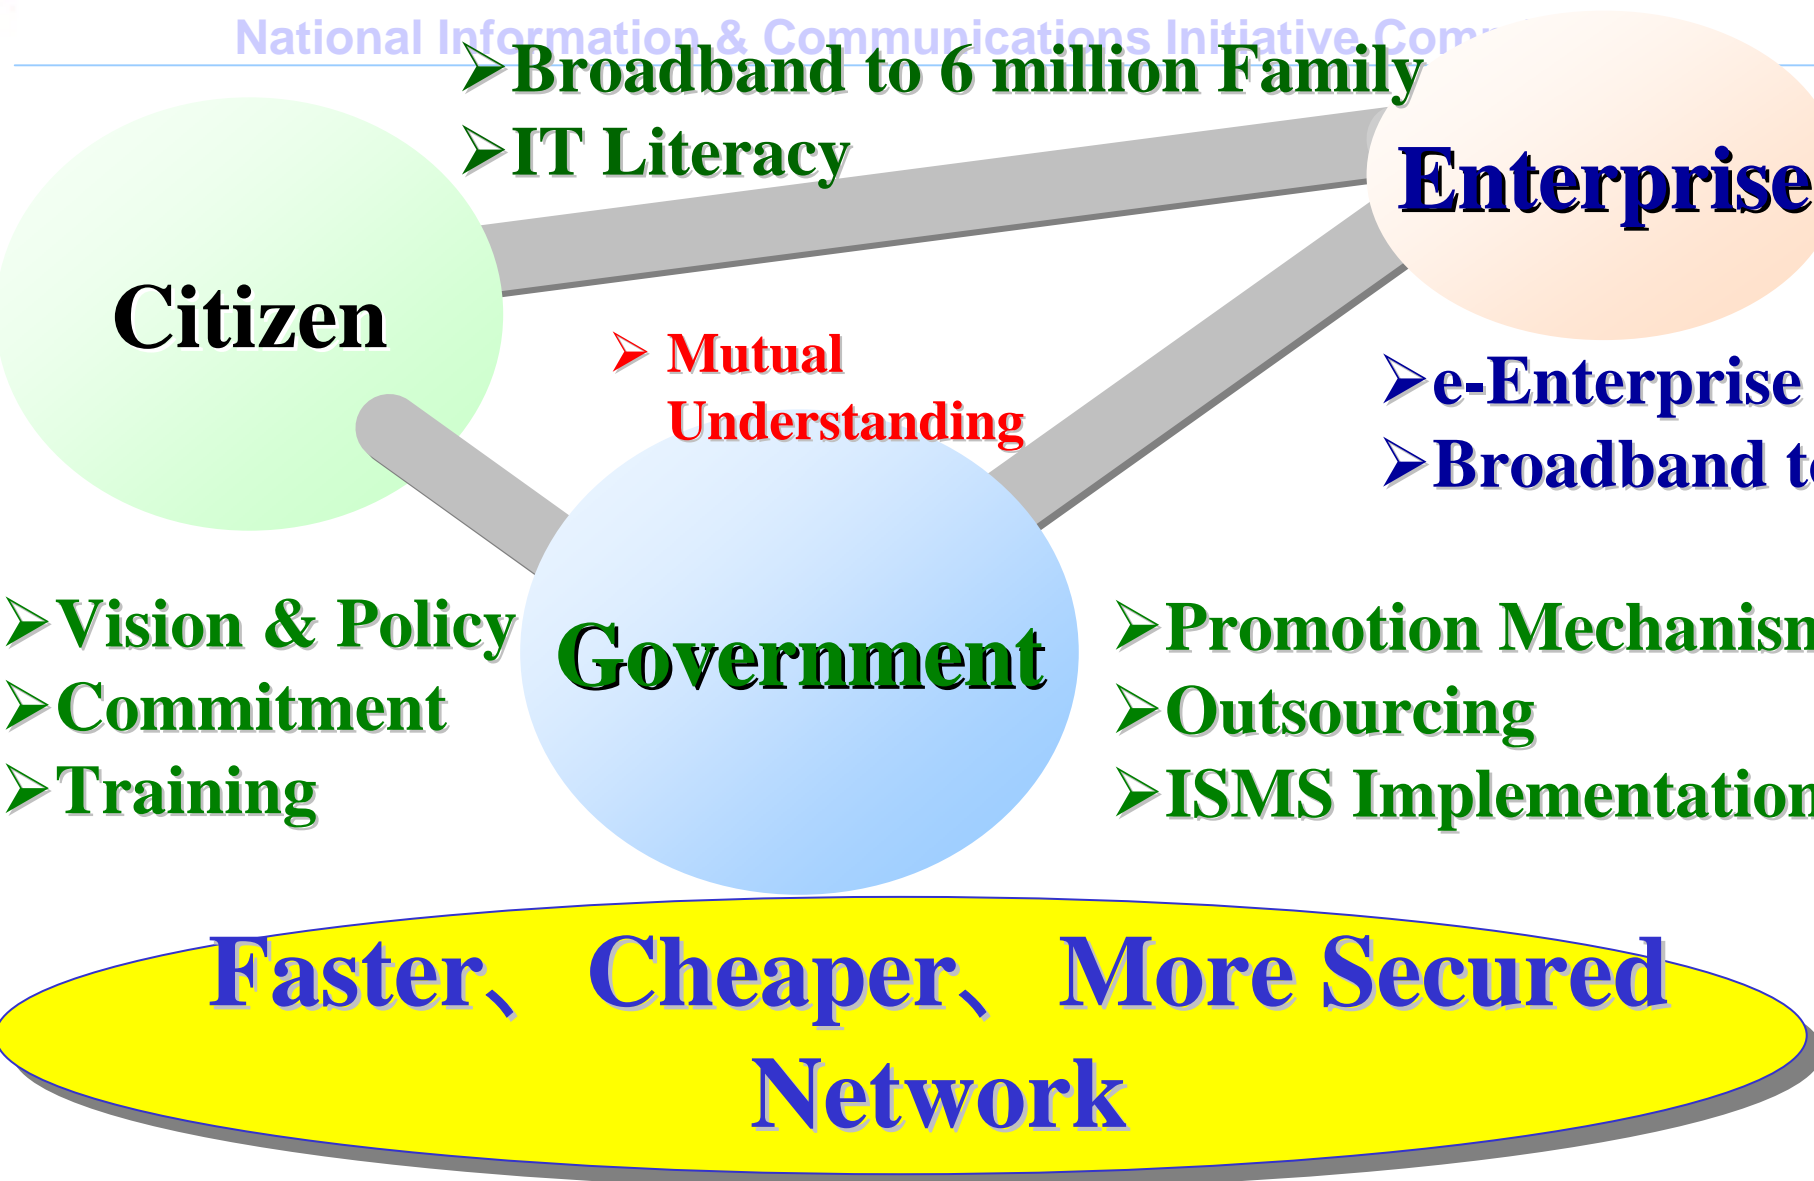 National Information & Communications Initiative
➢Broadband to 6 million Family
➢IT Literacy
Enterprise
Citizen
➢ Mutual
Understanding
➢e-Enterprise
➢Broadband
➢Vision & Policy
➢Commitment
➢Training
Government
➢Promotion Mechanism
➢Outsourcing
➢ISMS Implementation
Faster、 Cheaper、 More Secured
Network